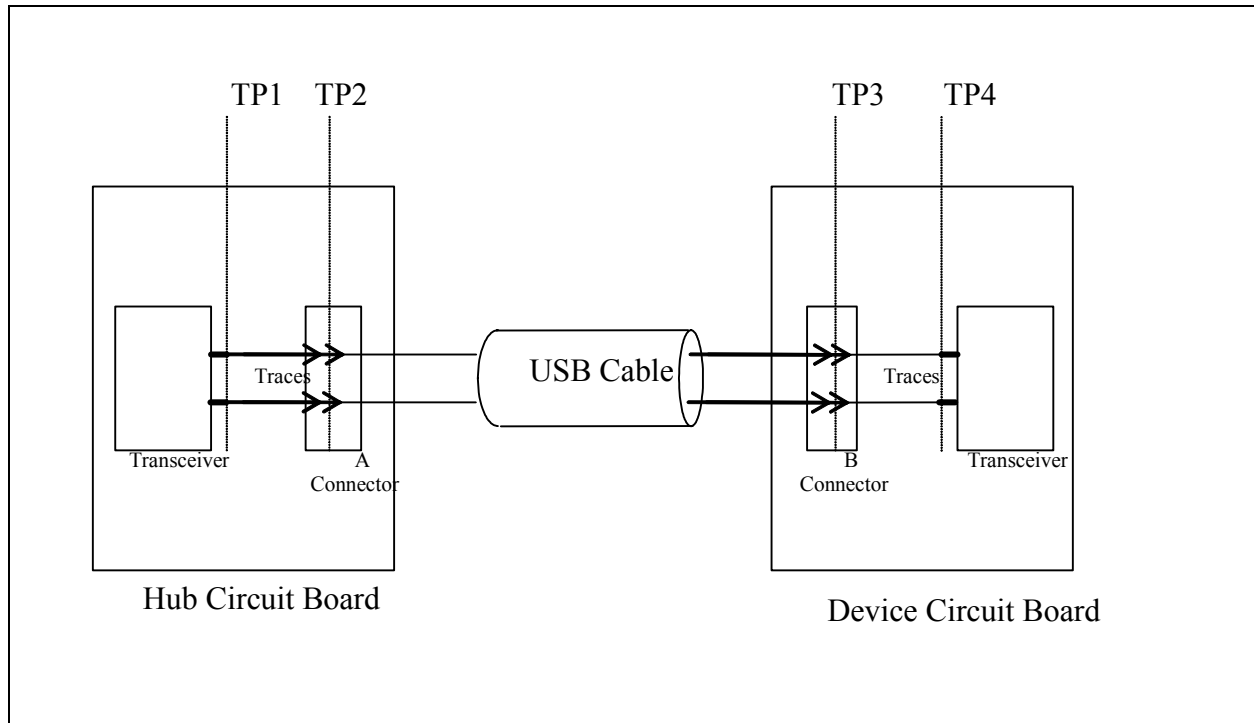 TP1 TP2 TP3 TP4
USB Cable
Traces
Traces
Transceiver
A
Connector
B
Connector
Transceiver
Hub Circuit Board
Device Circuit Board